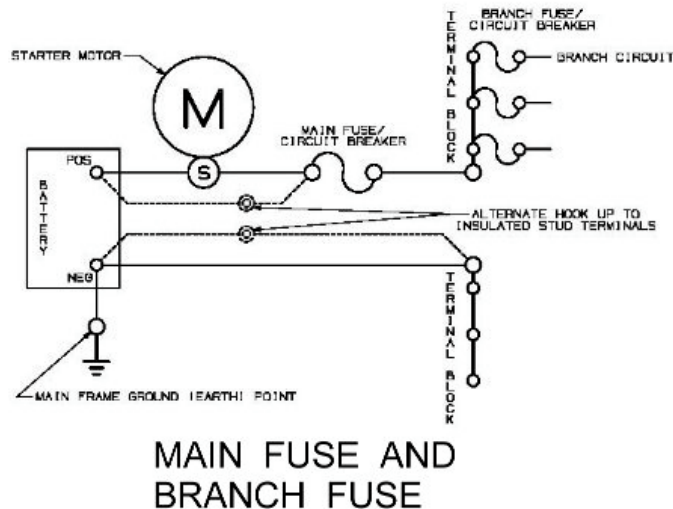 BRANCH FUSE/
CIRCUIT BREAKER
STARTER MOTOR
BRANCH CIRCUIT
TERMINAL BLOCK
M
MAIN FUSE/
CIRCUIT BREAKER
POS
S
BATTERY
ALTERNATE HOOK UP TO
INSULATED STUD TERMINALS
NEG
TERMINAL BLOCK
MAIN FRAME GROUND (EARTH) POINT
MAIN FUSE AND
BRANCH FUSE